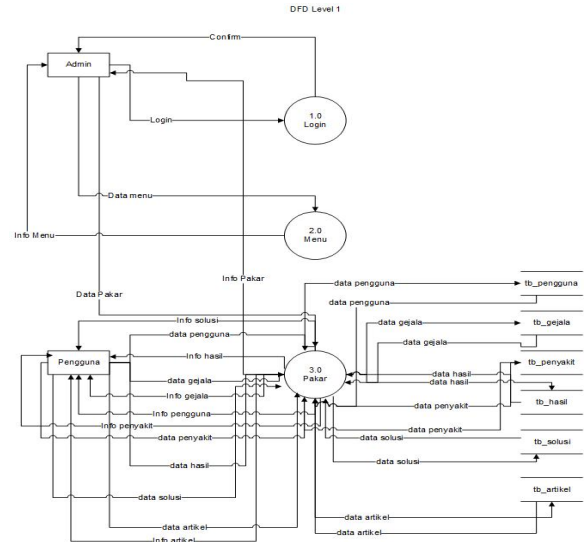 DFD Level 1
Confirm
Admin
1.0
Login
Login
Data menu
2.0
Menu
Info Menu
Info Pakar
Data Pakar
data pengguna
tb_pengguna
data pengguna
Info solusi
data gejala
tb_gejala
data pengguna
data gejala
Info hasil
Pengguna
3.0
Pakar
tb_penyakit
data hasil
data gejala
data hasil
Info gejala
data penyakit
tb_hasil
Info pengguna
Info penyakit
data penyakit
data penyakit
data solusi
tb_solusi
data hasil
data solusi
data solusi
tb_artikel
data artikel
data artikel
data artikel
Info artikel